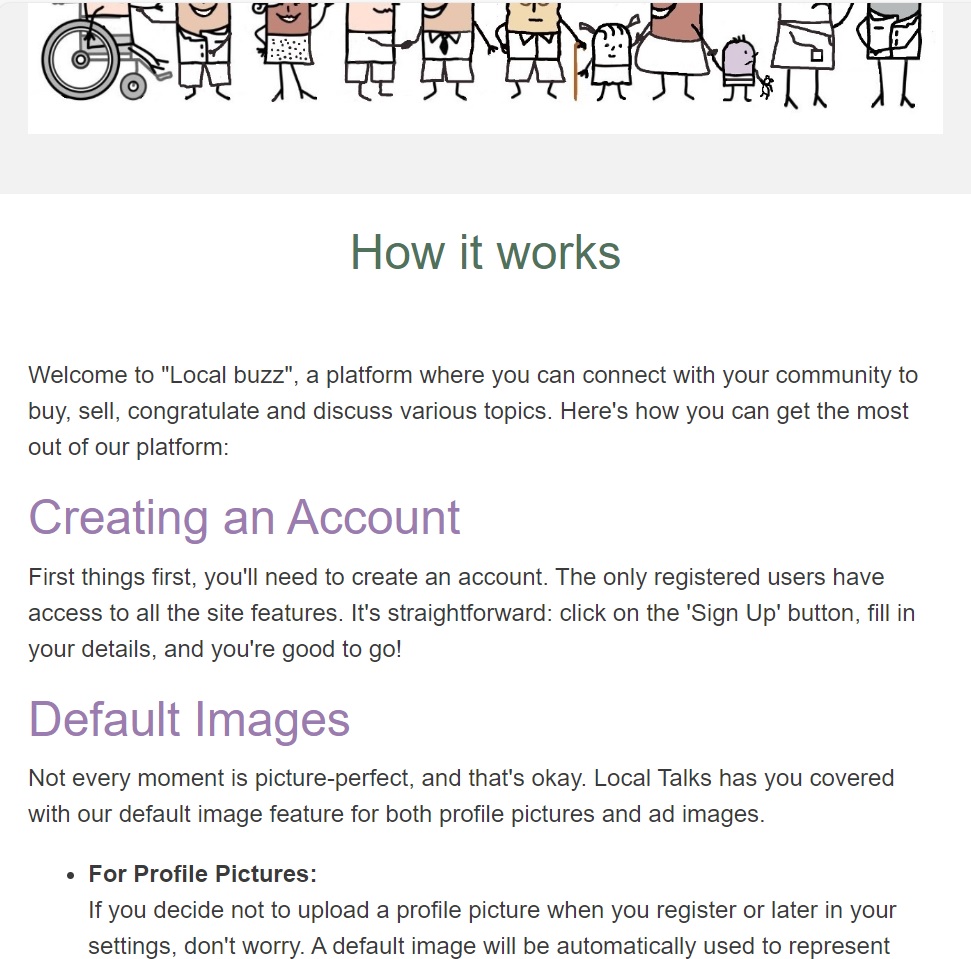 How it works
Welcome to "Local buzz", a platform where you can connect with your community to
buy, sell, congratulate and discuss various topics. Here's how you can get the most
out of our platform:
Creating an Account
First things first, you'll need to create an account. The only registered users have
access to all the site features. It's straightforward: click on the 'Sign Up' button, fill in
your details, and you're good to go!
Default Images
Not every moment is picture-perfect, and that's okay. Local Talks has you covered
with our default image feature for both profile pictures and ad images.
• For Profile Pictures:
If you decide not to upload a profile picture when you register or later in your
settings, don't worry. A default image will be automatically used to represent